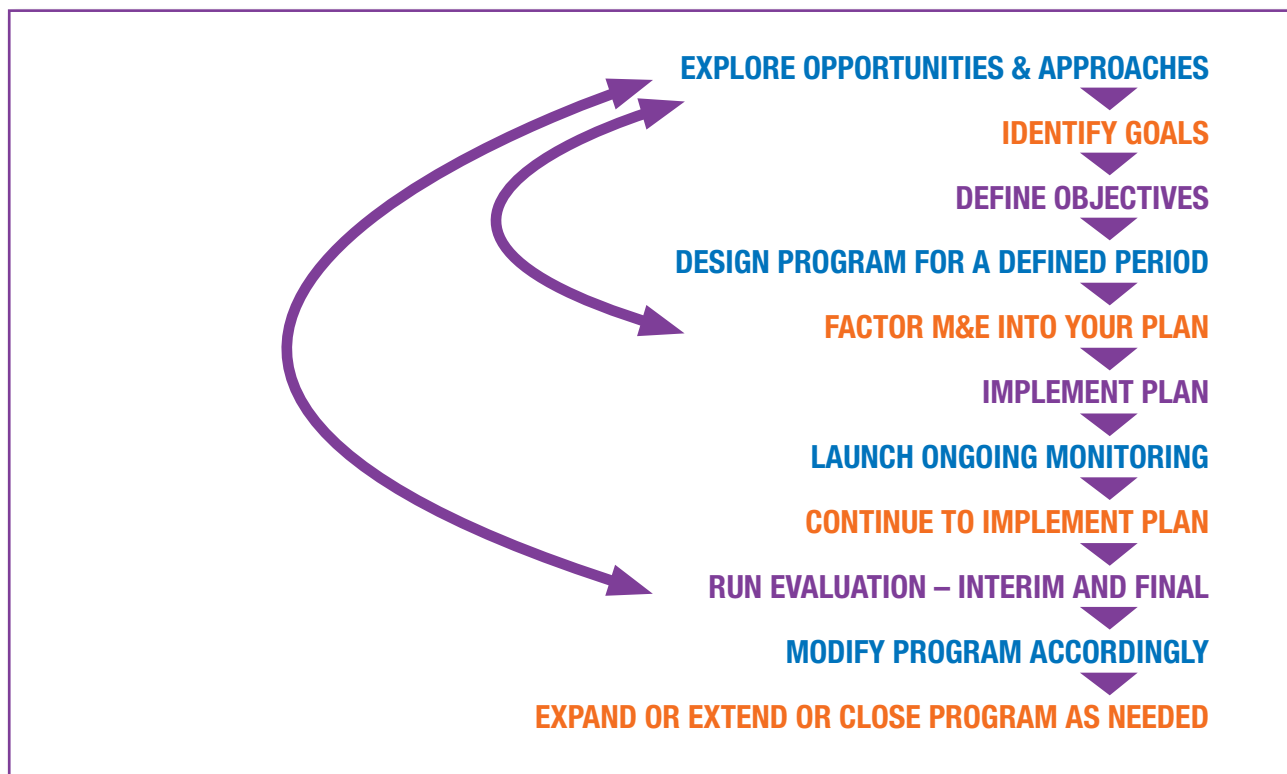 EXPLORE OPPORTUNITIES & APPROACHES
IDENTIFY GOALS
DEFINE OBJECTIVES
DESIGN PROGRAM FOR A DEFINED PERIOD
FACTOR M&E INTO YOUR PLAN
IMPLEMENT PLAN
LAUNCH ONGOING MONITORING
CONTINUE TO IMPLEMENT PLAN
RUN EVALUATION – INTERIM AND FINAL
MODIFY PROGRAM ACCORDINGLY
EXPAND OR EXTEND OR CLOSE PROGRAM AS NEEDED